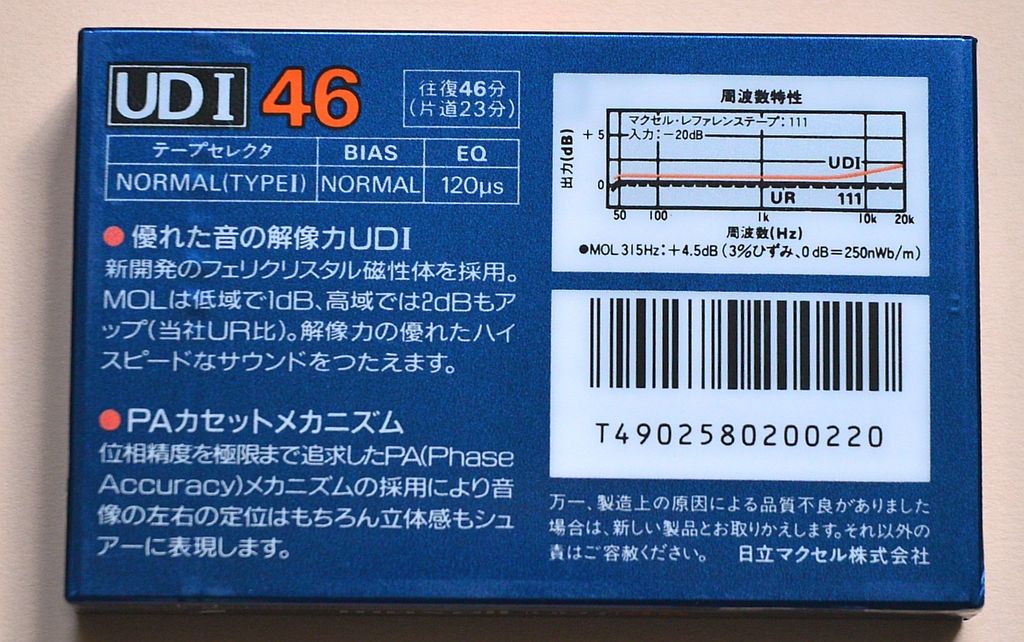 UDI 46
往復46分
(片道23分)
テープセレクタ BIAS EQ
NORMAL(TYPEI) NORMAL 120μs
●優れた音の解像力UDI
新開発のフェリクリスタル磁性体を採用。
MOLは低域で1dB、高域では2dBもア
ップ(当社UR比)。解像力の優れたハイ
スピードなサウンドをつたえます。
●PAカセットメカニズム
位相精度を極限まで追求したPA(Phase
Accuracy)メカニズムの採用により音
像の左右の定位はもちろん立体感もシュ
アーに表現します。
周波数特性
マクセル・レファレンステープ:111
入力:−20dB
出力(dB)
+5
0
UDI
UR 111
50 100 1k 10k 20k
周波数(Hz)
●MOL 315Hz:+4.5dB (3%ひずみ、0dB=250nWb/m)
T4902580200220
万一、製造上の原因による品質不良がありました
場合は、新しい製品とお取りかえします。それ以外の
責はご容赦ください。 日立マクセル株式会社